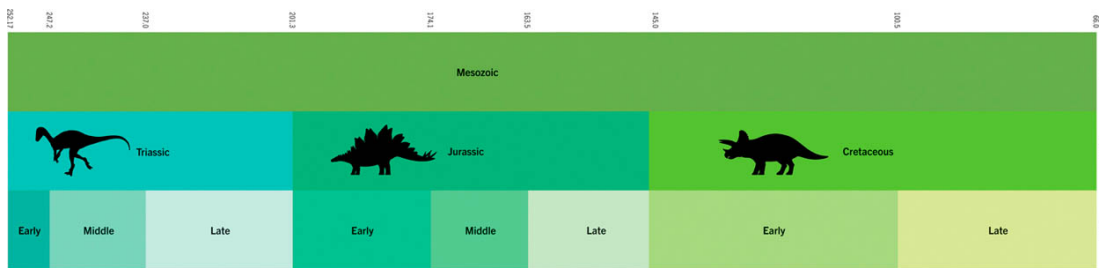 252.17 247.2 237.0 201.3 174.1 163.5 145.0 100.5 66.0
Mesozoic
Triassic Jurassic Cretaceous
Early Middle Late Early Middle Late Early Late